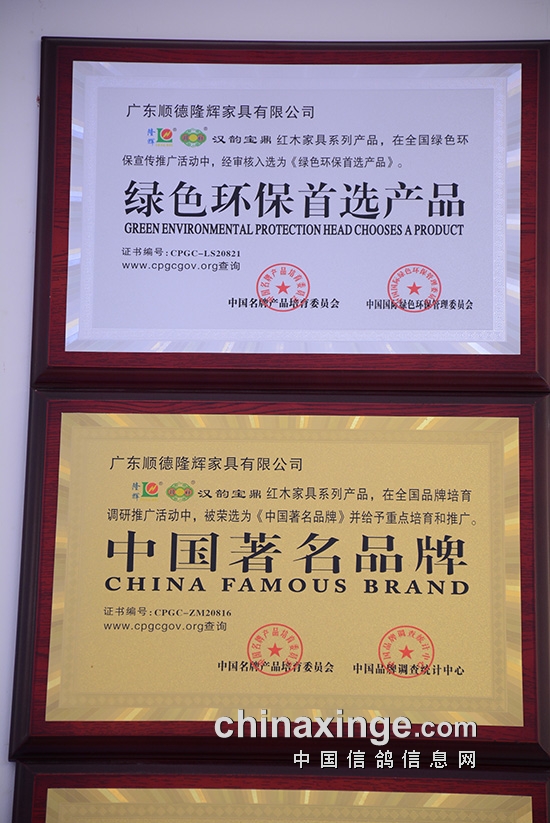 广东顺德隆辉家具有限公司
隆辉 汉韵宝鼎 红木家具系列产品，在全国绿色环
保宣传推广活动中，经审核入选为《绿色环保首选产品》。
绿色环保首选产品
GREEN ENVIRONMENTAL PROTECTION HEAD CHOOSES A PRODUCT
证书编号：CPGC-LS20821
www.cpgcgov.org查询
中国名牌产品培育委员会 中国国际绿色环保管理委员会
广东顺德隆辉家具有限公司
隆辉 汉韵宝鼎 红木家具系列产品，在全国品牌培育
调研推广活动中，被荣选为《中国著名品牌》并给予重点培育和推广。
中国著名品牌
CHINA FAMOUS BRAND
证书编号：CPGC-ZM20816
www.cpgcgov.org查询
中国名牌产品培育委员会 中国品牌调查统计中心
chinaxinge.com
中国信鸽信息网